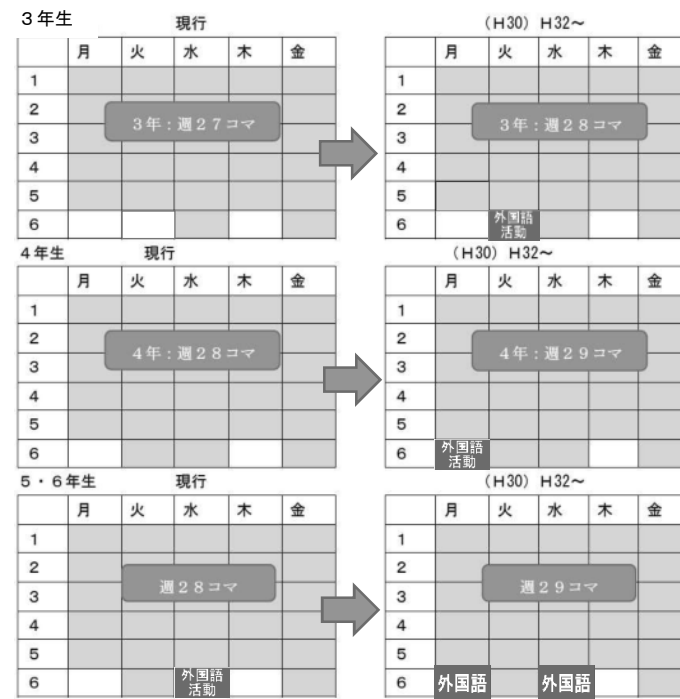 3年生
現行
(H30) H32～
月 火 水 木 金
月 火 水 木 金
1
1
2
2
3年：週27コマ
3年：週28コマ
3
3
4
4
5
5
6
6
外国語
活動
4年生
現行
(H30) H32～
月 火 水 木 金
月 火 水 木 金
1
1
2
2
4年：週28コマ
4年：週29コマ
3
3
4
4
5
5
6
6
外国語
活動
5・6年生
現行
(H30) H32～
月 火 水 木 金
月 火 水 木 金
1
1
2
2
週28コマ
週29コマ
3
3
4
4
5
5
6
外国語
活動
6
外国語
外国語